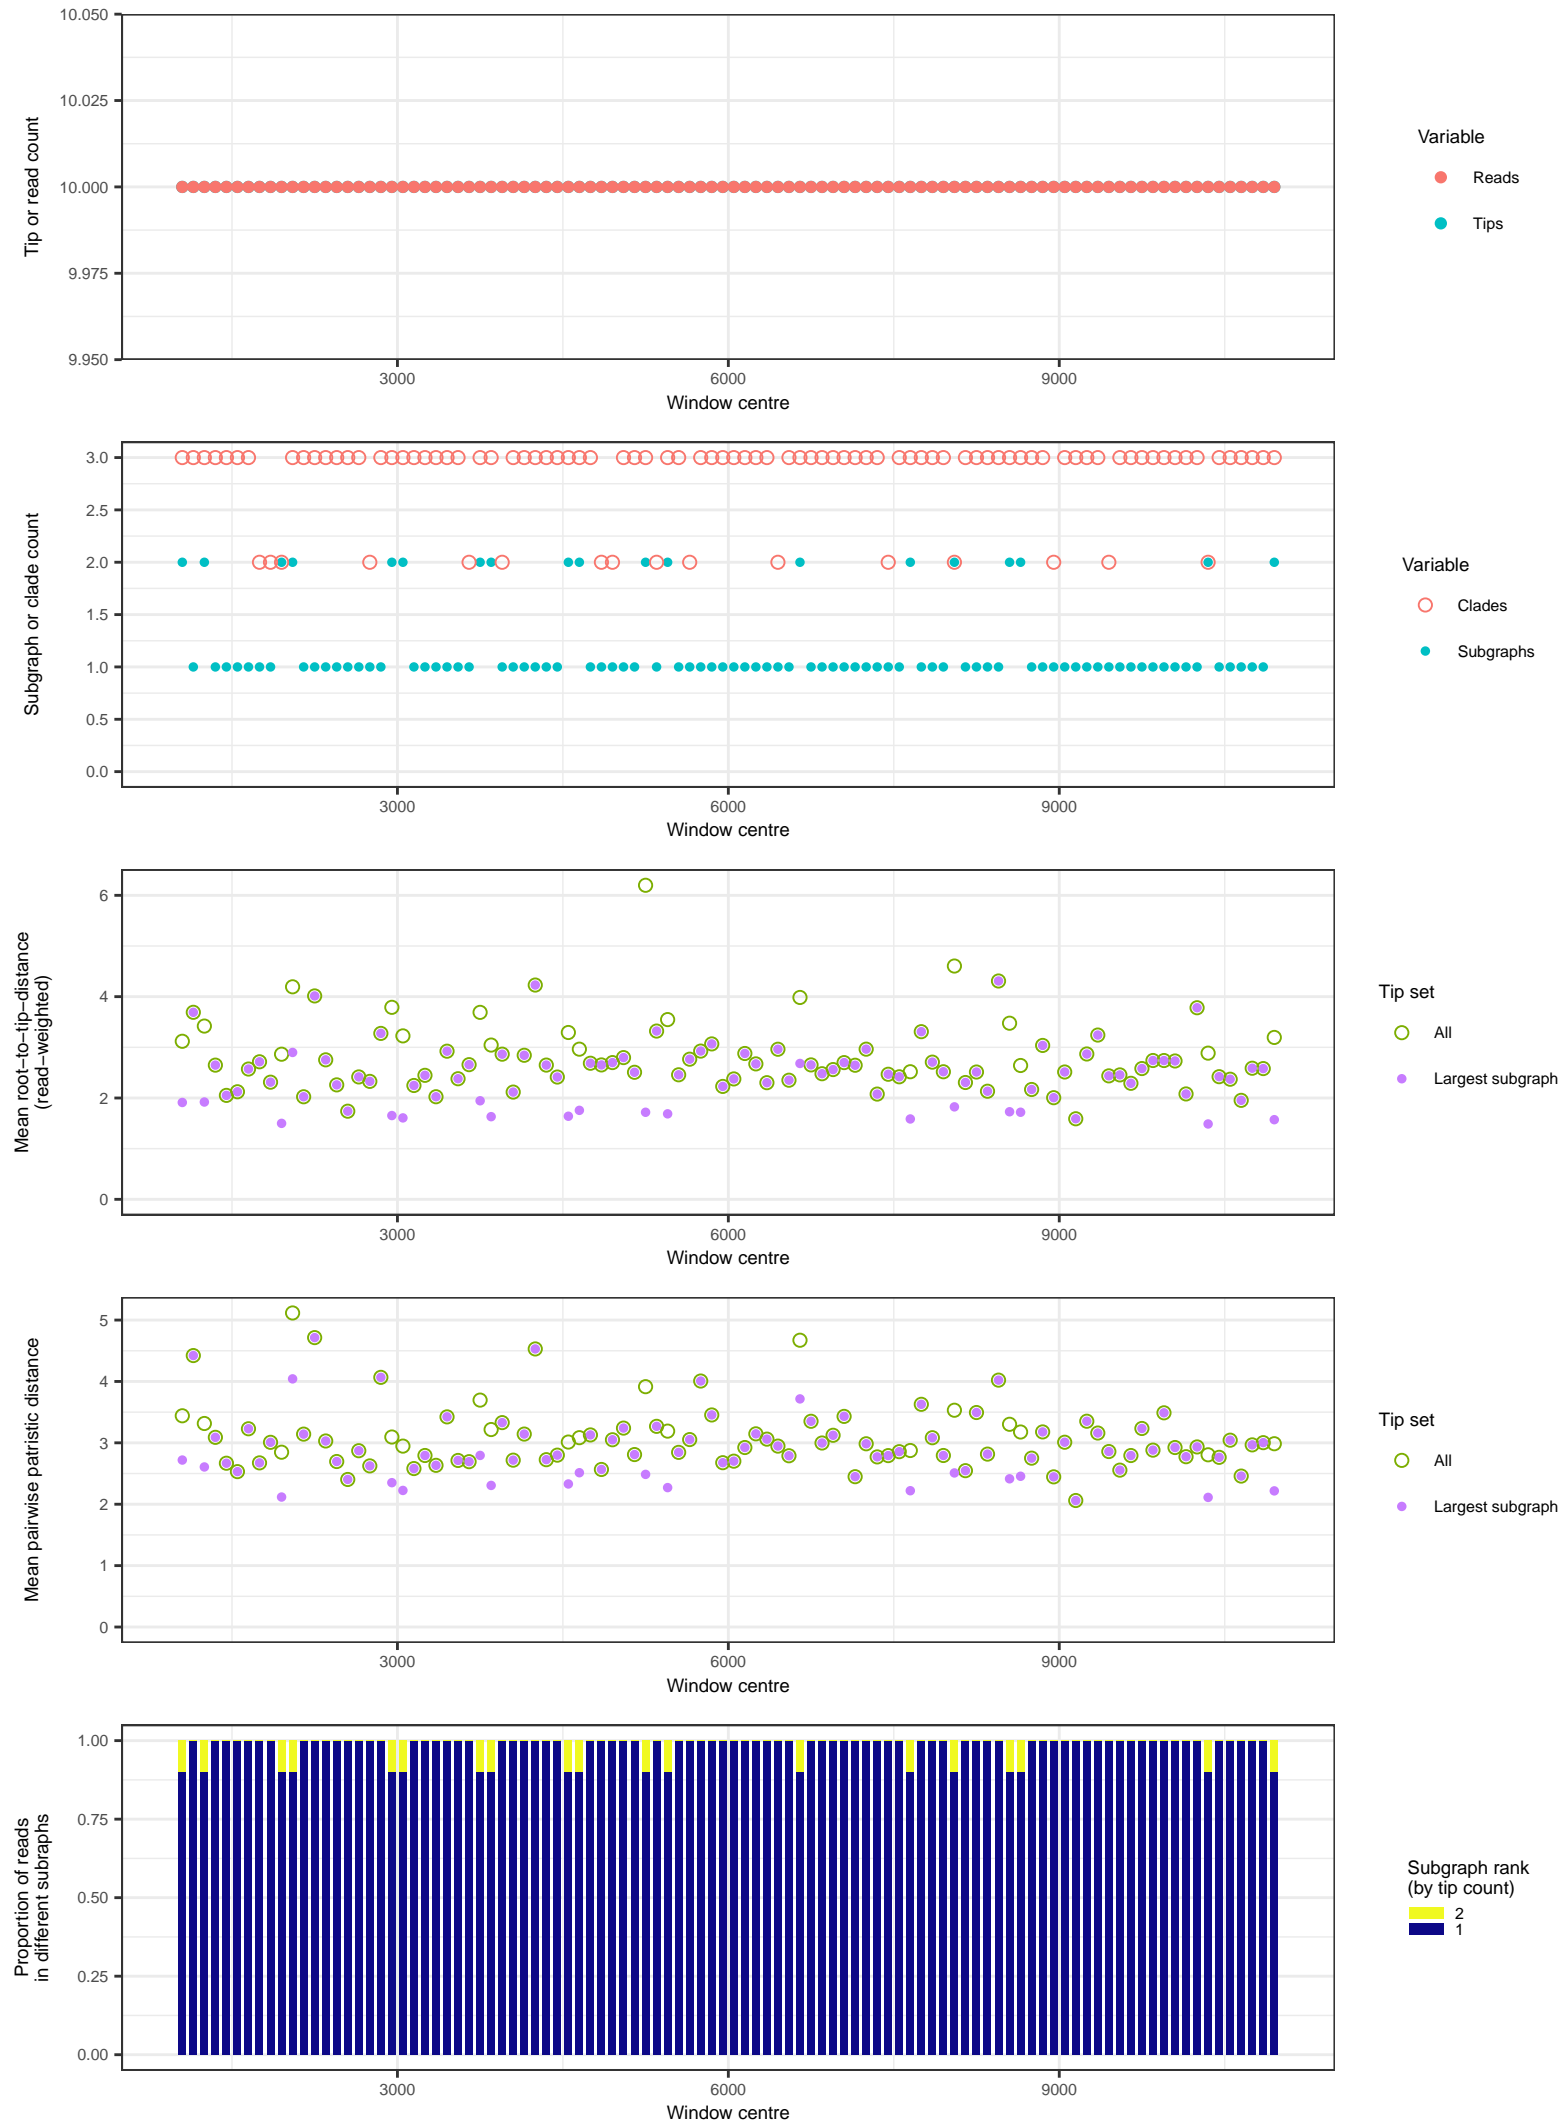 10.050
10.025
10.000
9.975
9.950
Tip or read count
3000 6000 9000
Window centre
Variable
Reads
Tips
3.0
2.5
2.0
1.5
1.0
0.5
0.0
Subgraph or clade count
3000 6000 9000
Window centre
Variable
Clades
Subgraphs
6
4
2
0
Mean root−to−tip−distance
(read−weighted)
3000 6000 9000
Window centre
Tip set
All
Largest subgraph
5
4
3
2
1
0
Mean pairwise patristic distance
3000 6000 9000
Window centre
Tip set
All
Largest subgraph
1.00
0.75
0.50
0.25
0.00
Proportion of reads
in different subraphs
3000 6000 9000
Window centre
Subgraph rank
(by tip count)
2
1